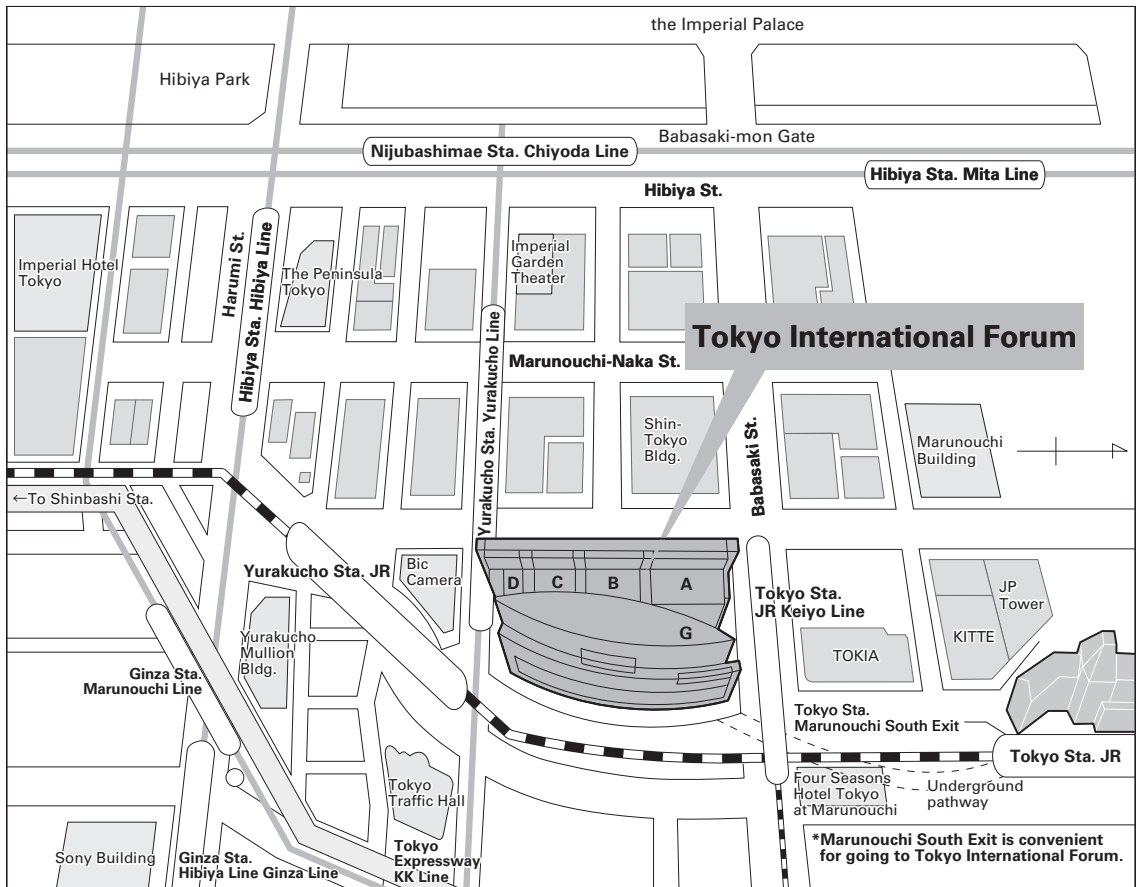 the Imperial Palace
Hibiya Park
Babasaki-mon Gate
Nijubashimae Sta. Chiyoda Line
Hibiya Sta. Mita Line
Hibiya St.
Imperial Hotel
Tokyo
Harumi St.
Hibiya Sta. Hibiya Line
The Peninsula
Tokyo
Imperial
Garden
Theater
Tokyo International Forum
Yurakucho Sta. Yurakucho Line
Marunouchi-Naka St.
Shin-
Tokyo
Bldg.
Babasaki St.
Marunouchi
Building
←To Shinbashi Sta.
Yurakucho Sta. JR
Bic
Camera
D
C
B
A
G
Tokyo Sta.
JR Keiyo Line
JP
Tower
KITTE
TOKIA
Yurakucho
Mullion
Bldg.
Ginza Sta.
Marunouchi Line
Tokyo Sta.
Marunouchi South Exit
Tokyo Sta. JR
Tokyo
Traffic Hall
Four Seasons
Hotel Tokyo
at Marunouchi
Underground
pathway
Sony Building
Ginza Sta.
Hibiya Line Ginza Line
Tokyo
Expressway
KK Line
*Marunouchi South Exit is convenient
for going to Tokyo International Forum.